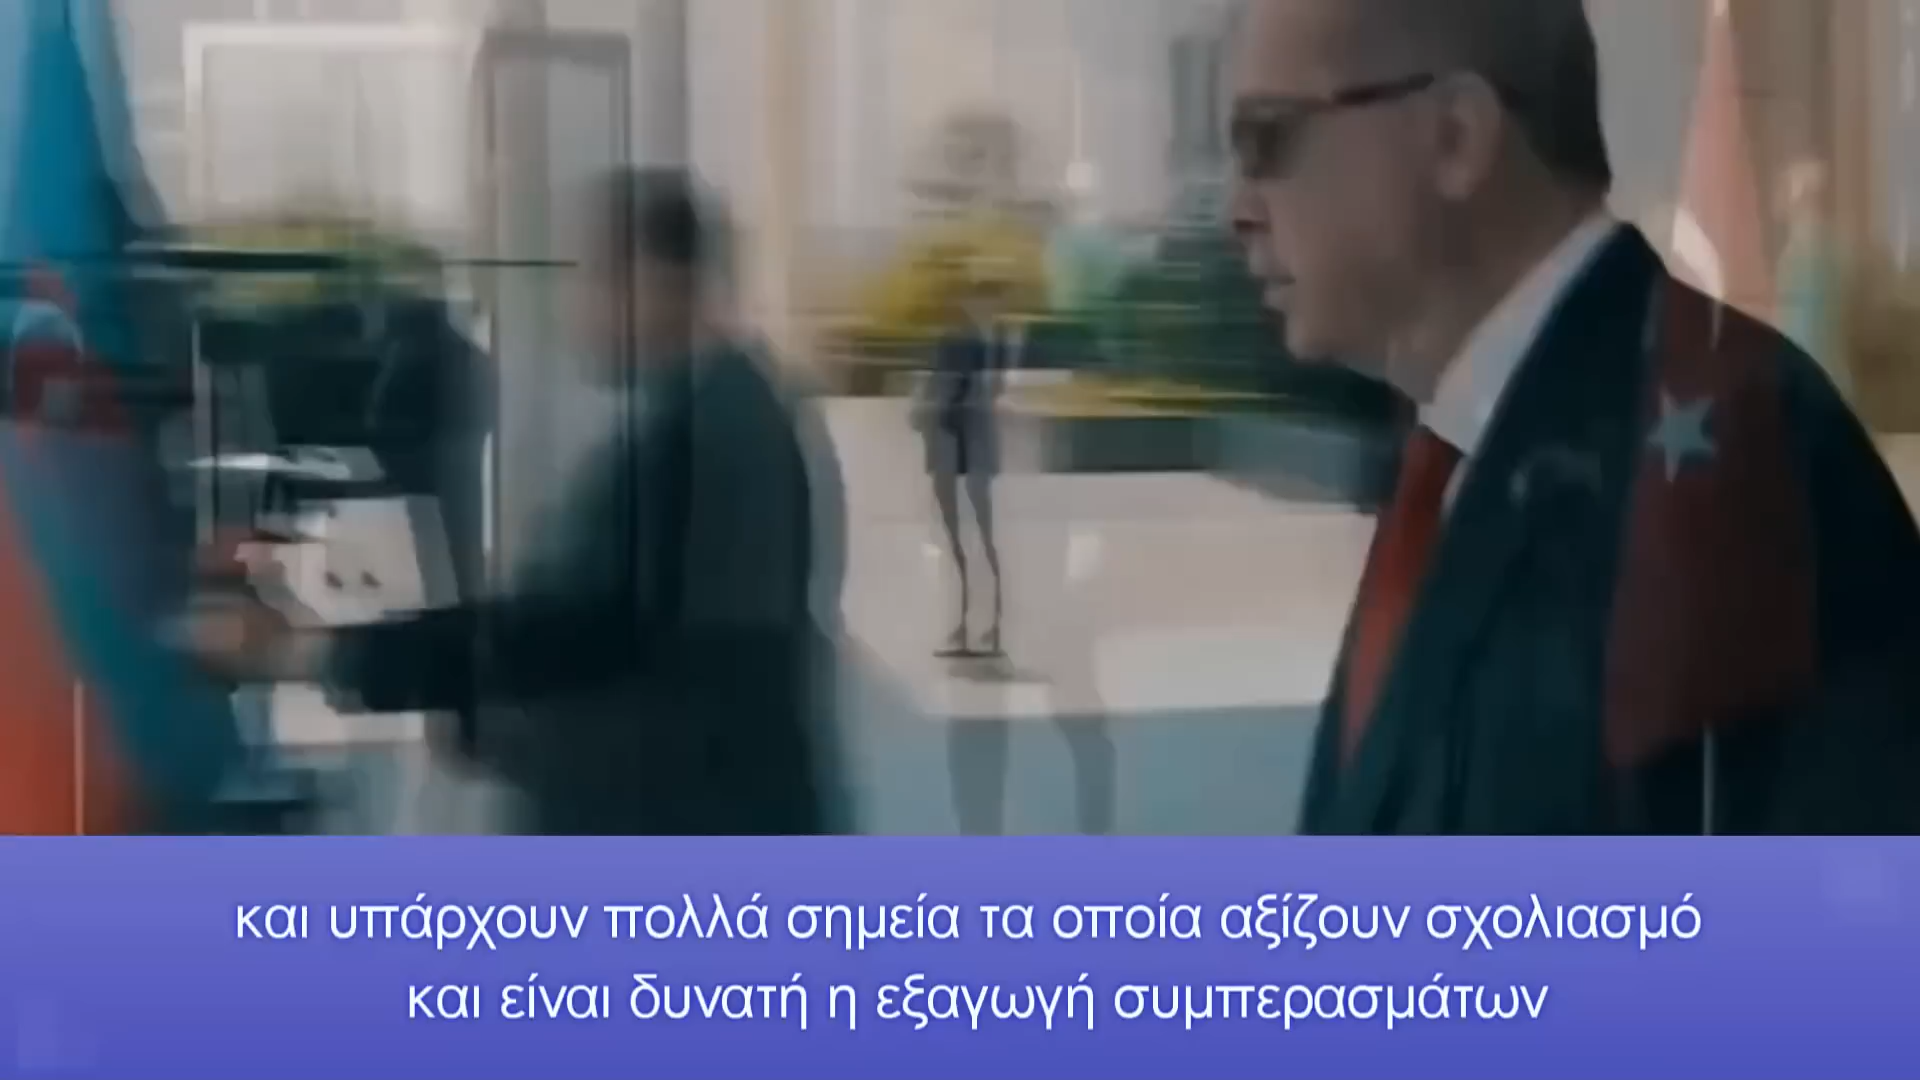 και υπάρχουν πολλά σημεία τα οποία αξίζουν σχολιασμό
και είναι δυνατή η εξαγωγή συμπερασμάτων